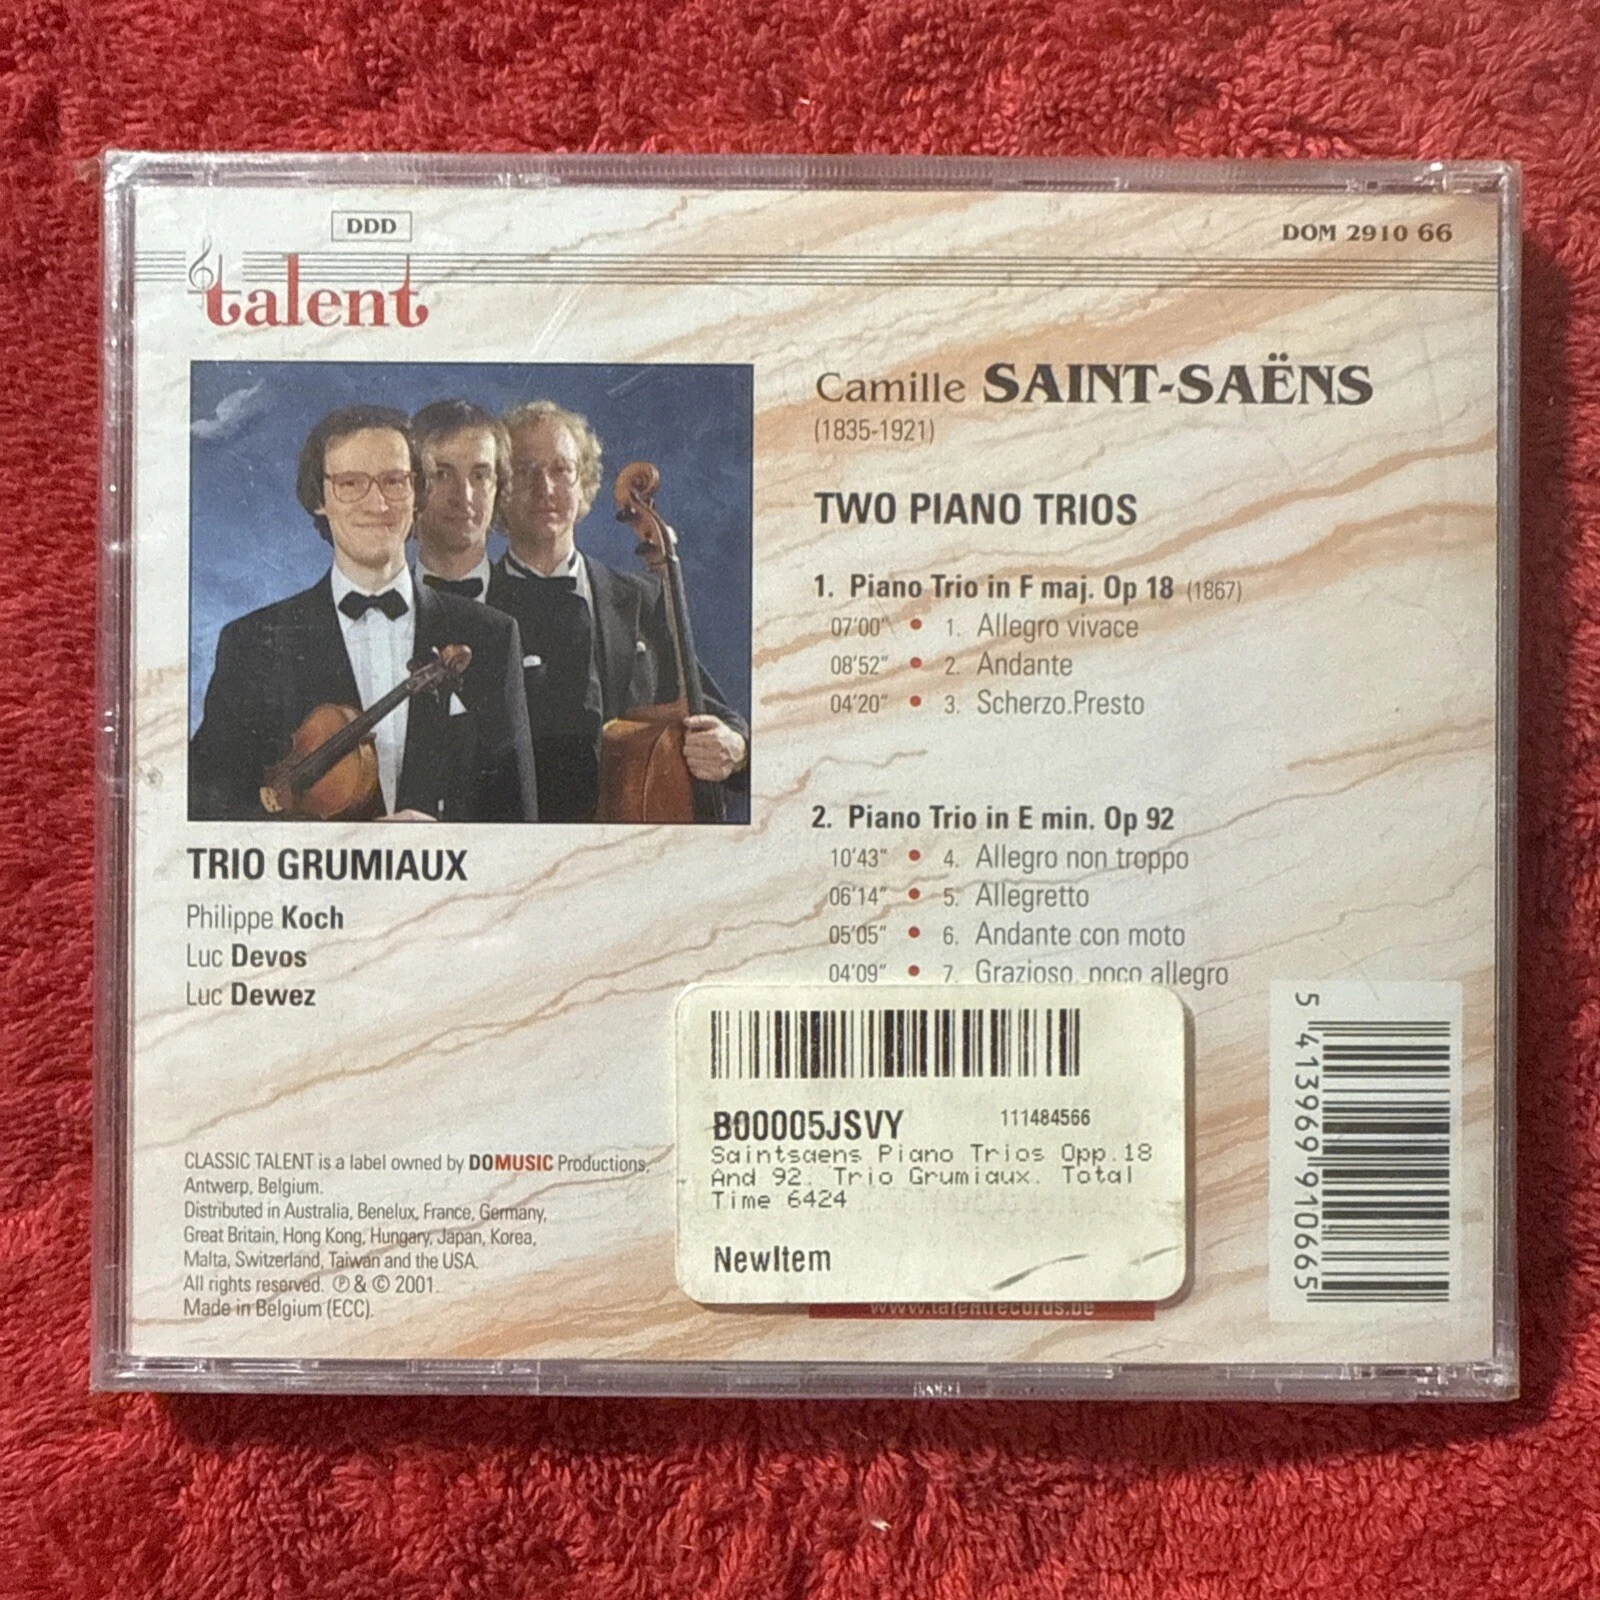 DDD
DOM 2910 66
talent
Camille SAINT-SAËNS
(1835-1921)
TWO PIANO TRIOS
1. Piano Trio in F maj. Op 18 (1867)
07'00" • 1. Allegro vivace
08'52" • 2. Andante
04'20" • 3. Scherzo.Presto
2. Piano Trio in E min. Op 92
10'43" • 4. Allegro non troppo
06'14" • 5. Allegretto
05'05" • 6. Andante con moto
04'09" • 7. Grazioso, poco allegro
TRIO GRUMIAUX
Philippe Koch
Luc Devos
Luc Dewez
CLASSIC TALENT is a label owned by DOMUSIC Productions,
Antwerp, Belgium.
Distributed in Australia, Benelux, France, Germany,
Great Britain, Hong Kong, Hungary, Japan, Korea,
Malta, Switzerland, Taiwan and the USA.
All rights reserved. ℗ & © 2001.
Made in Belgium (ECC).
B00005JSVY 111484566
Saintsaens Piano Trios Opp.18
And 92. Trio Grumiaux. Total
Time 6424
NewItem
www.talentrecords.be
5 413969 910665